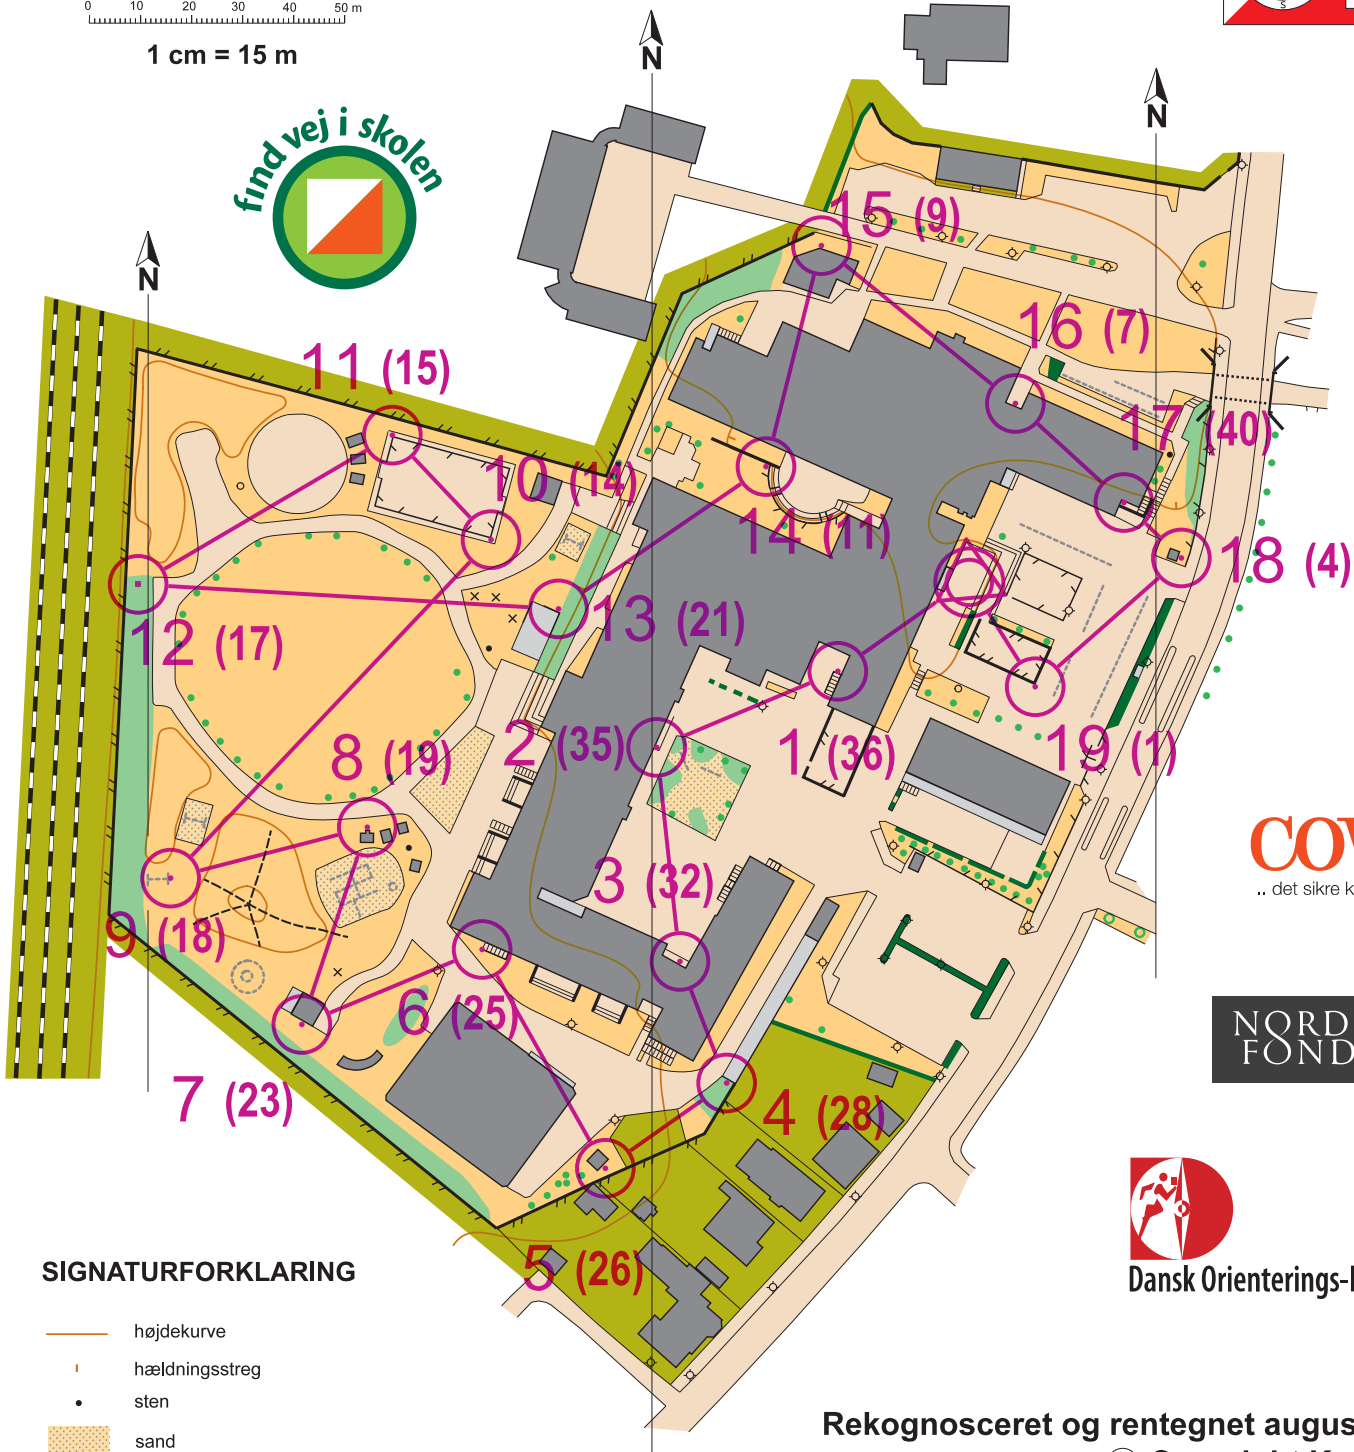 0 10 20 30 40 50 m
1 cm = 15 m
N
N
N
S
find vej i skolen
15 (9)
16 (7)
11 (15)
17 (40)
10 (14)
14 (11)
18 (4)
13 (21)
12 (17)
2 (35)
1 (36)
19 (1)
8 (19)
3 (32)
9 (18)
6 (25)
7 (23)
4 (28)
5 (26)
.. det sikre k
NORD
FOND
Dansk Orienterings-
SIGNATURFORKLARING
højdekurve
hældningsstreg
sten
sand
Rekognosceret og rentegnet augus